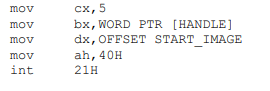 mov cx,5
mov bx,WORD PTR [HANDLE]
mov dx,OFFSET START_IMAGE
mov ah,40H
int 21H